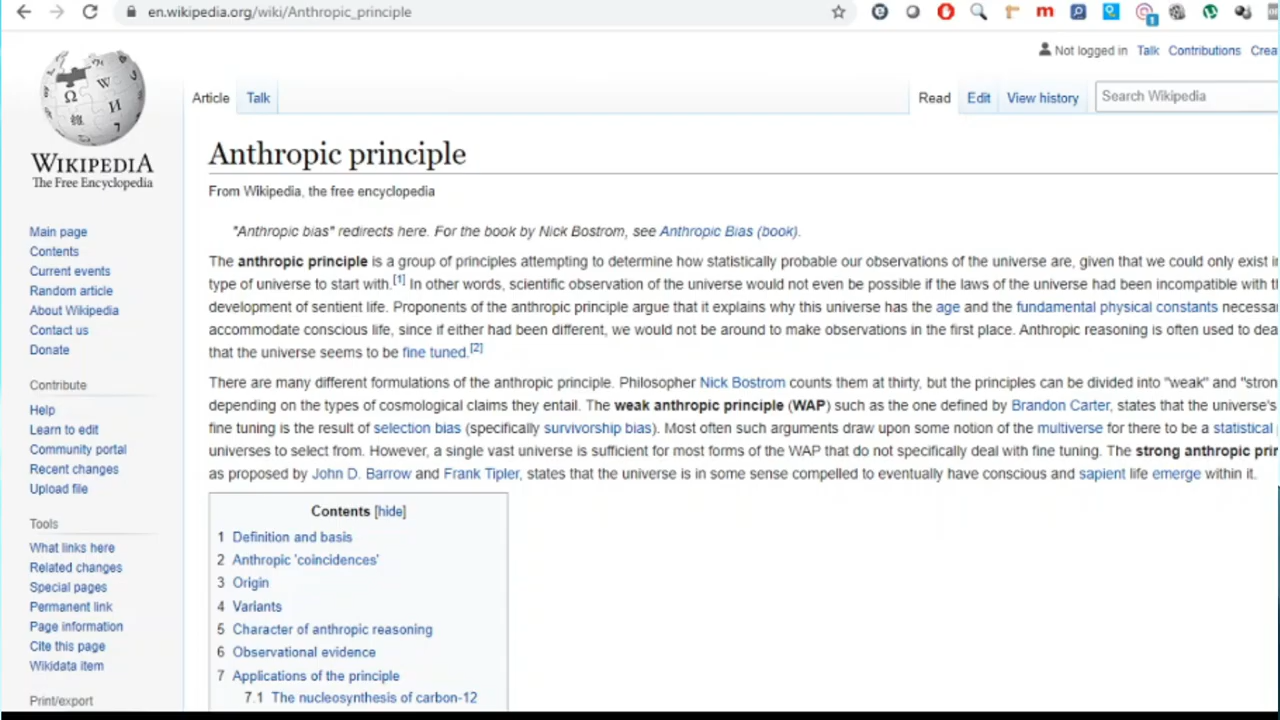 en.wikipedia.org/wiki/Anthropic_principle
Not logged in Talk Contributions Crea
Article Talk Read Edit View history Search Wikipedia
WIKIPEDIA
The Free Encyclopedia
Main page
Contents
Current events
Random article
About Wikipedia
Contact us
Donate
Contribute
Help
Learn to edit
Community portal
Recent changes
Upload file
Tools
What links here
Related changes
Special pages
Permanent link
Page information
Cite this page
Wikidata item
Print/export
Anthropic principle
From Wikipedia, the free encyclopedia
"Anthropic bias" redirects here. For the book by Nick Bostrom, see Anthropic Bias (book).
The anthropic principle is a group of principles attempting to determine how statistically probable our observations of the universe are, given that we could only exist i
type of universe to start with.[1] In other words, scientific observation of the universe would not even be possible if the laws of the universe had been incompatible with t
development of sentient life. Proponents of the anthropic principle argue that it explains why this universe has the age and the fundamental physical constants necessa
accommodate conscious life, since if either had been different, we would not be around to make observations in the first place. Anthropic reasoning is often used to dea
that the universe seems to be fine tuned.[2]
There are many different formulations of the anthropic principle. Philosopher Nick Bostrom counts them at thirty, but the principles can be divided into "weak" and "stron
depending on the types of cosmological claims they entail. The weak anthropic principle (WAP) such as the one defined by Brandon Carter, states that the universe's
fine tuning is the result of selection bias (specifically survivorship bias). Most often such arguments draw upon some notion of the multiverse for there to be a statistical
universes to select from. However, a single vast universe is sufficient for most forms of the WAP that do not specifically deal with fine tuning. The strong anthropic prin
as proposed by John D. Barrow and Frank Tipler, states that the universe is in some sense compelled to eventually have conscious and sapient life emerge within it.
Contents [hide]
1 Definition and basis
2 Anthropic 'coincidences'
3 Origin
4 Variants
5 Character of anthropic reasoning
6 Observational evidence
7 Applications of the principle
7.1 The nucleosynthesis of carbon-12